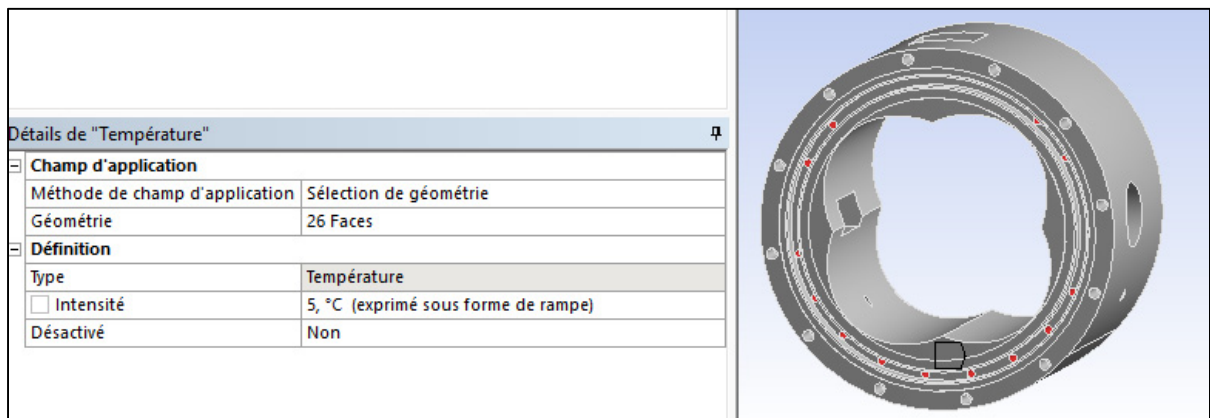 Détails de "Température"
Champ d'application
Méthode de champ d'application Sélection de géométrie
Géométrie 26 Faces
Définition
Type Température
Intensité 5, °C (exprimé sous forme de rampe)
Désactivé Non